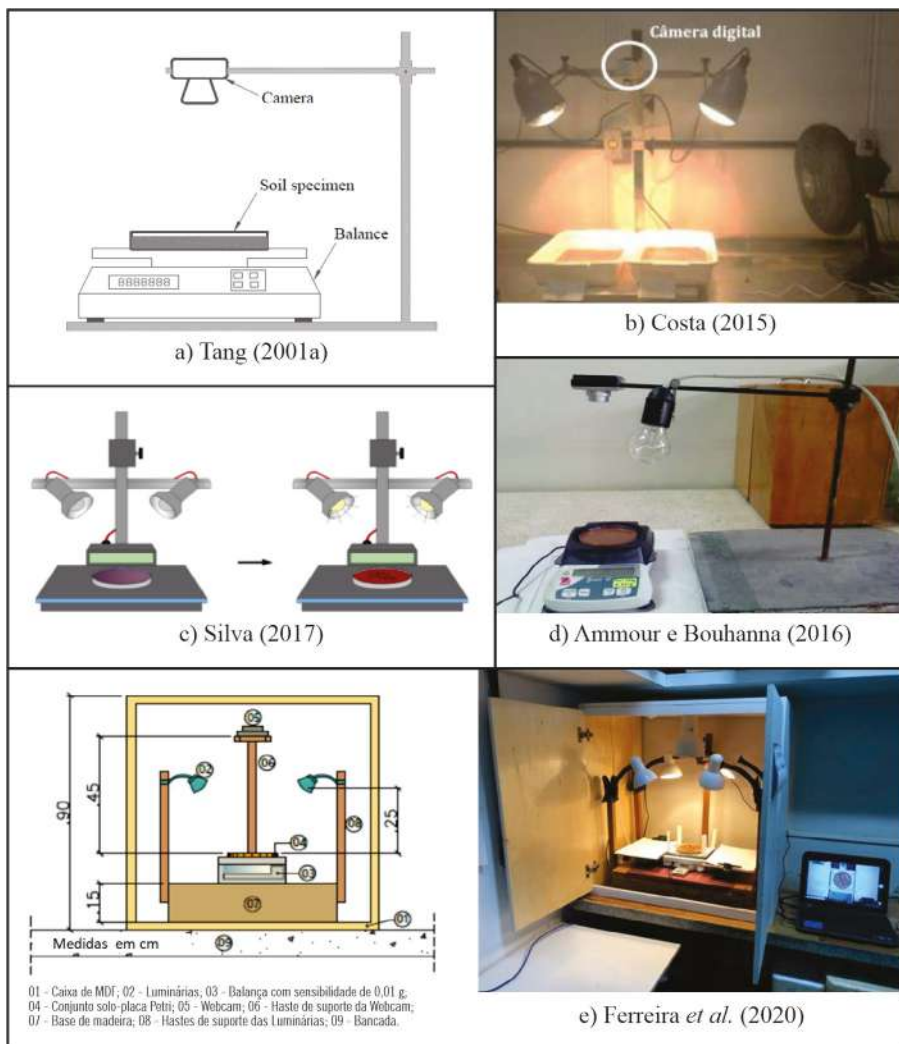 Camera
Soil specimen
Balance
8888888
a) Tang (2001a)
Câmera digital
b) Costa (2015)
c) Silva (2017)
d) Ammour e Bouhanna (2016)
05
06
02
08
04
03
07
01
09
.90
.45
.15
.25
Medidas em cm
01 - Caixa de MDF; 02 - Luminárias; 03 - Balança com sensibilidade de 0,01 g,
04 - Conjunto solo-placa Petri; 05 - Webcam; 06 - Haste de suporte da Webcam;
07 - Base de madeira; 08 - Hastes de suporte das Luminárias; 09 - Bancada.
e) Ferreira et al. (2020)